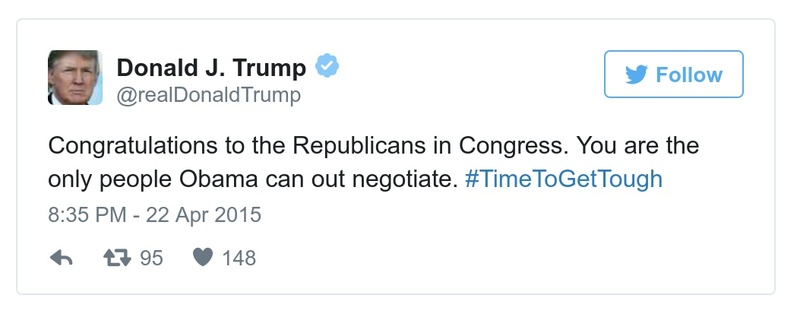 Donald J. Trump
@realDonaldTrump
Follow
Congratulations to the Republicans in Congress. You are the
only people Obama can out negotiate. #TimeToGetTough
8:35 PM - 22 Apr 2015
95 148